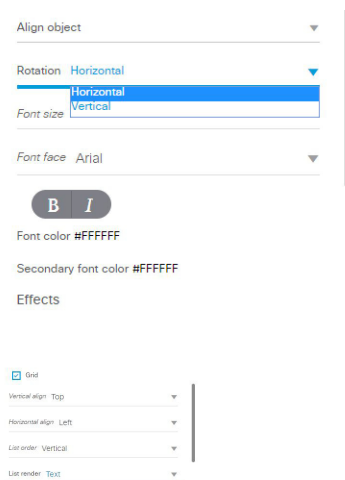 Align object
Rotation Horizontal
Horizontal
Vertical
Font size
Font face Arial
B I
Font color #FFFFFF
Secondary font color #FFFFFF
Effects
Grid
Vertical align Top
Horizontal align Left
List order Vertical
List render Text